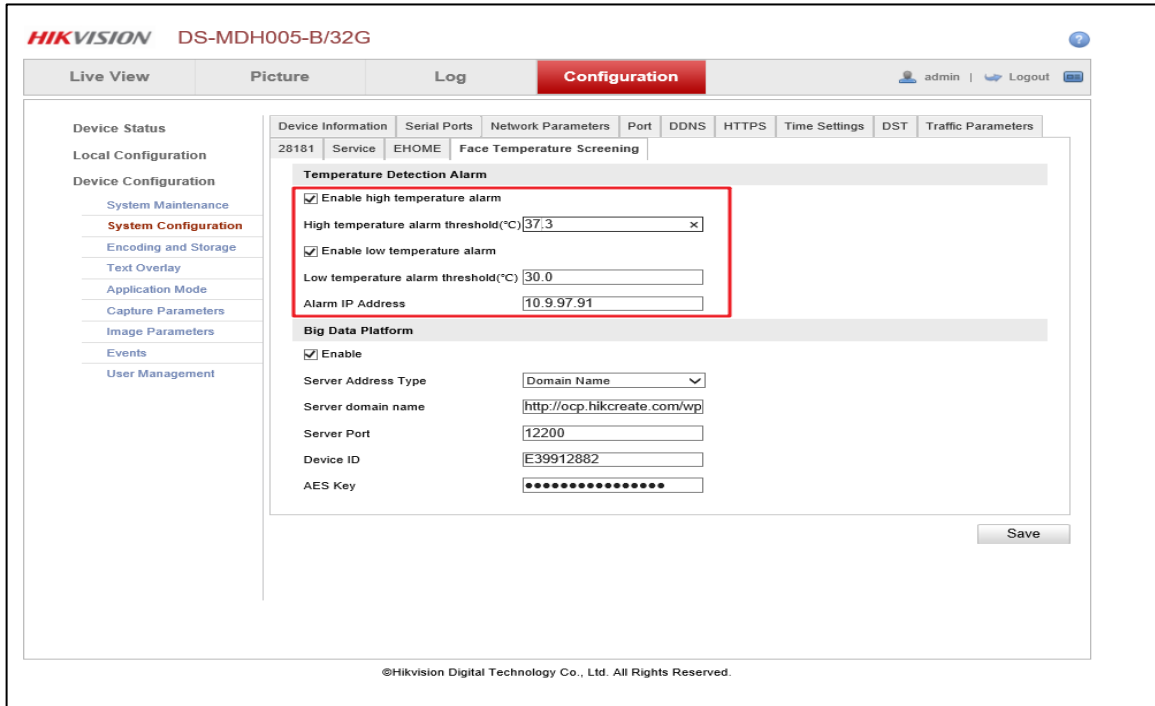 HIKVISION DS-MDH005-B/32G
Live View Picture Log Configuration admin | Logout
Device Status
Local Configuration
Device Configuration
System Maintenance
System Configuration
Encoding and Storage
Text Overlay
Application Mode
Capture Parameters
Image Parameters
Events
User Management
Device Information Serial Ports Network Parameters Port DDNS HTTPS Time Settings DST Traffic Parameters
28181 Service EHOME Face Temperature Screening
Temperature Detection Alarm
Enable high temperature alarm
High temperature alarm threshold(°C) 37.3
Enable low temperature alarm
Low temperature alarm threshold(°C) 30.0
Alarm IP Address 10.9.97.91
Big Data Platform
Enable
Server Address Type Domain Name
Server domain name http://ocp.hikcreate.com/wp
Server Port 12200
Device ID E39912882
AES Key ●●●●●●●●●●●●●●●●
Save
©Hikvision Digital Technology Co., Ltd. All Rights Reserved.